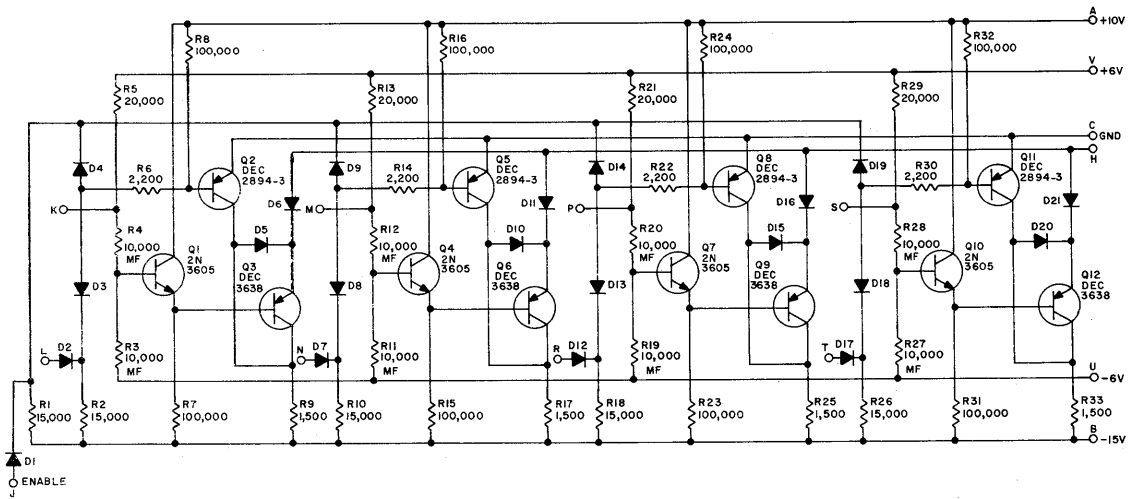 A
+10V
R8
100,000
R16
100,000
R24
100,000
R32
100,000
V
+6V
R5
20,000
R13
20,000
R21
20,000
R29
20,000
C
GND
H
D4
R6
2,200
Q2
DEC
2894-3
D9
R14
2,200
Q5
DEC
2894-3
D14
R22
2,200
Q8
DEC
2894-3
D19
R30
2,200
Q11
DEC
2894-3
K
D6
M
D11
P
D16
S
D21
R4
10,000
MF
Q1
2N
3605
D5
R12
10,000
MF
Q4
2N
3605
D10
R20
10,000
MF
Q7
2N
3605
D15
R28
10,000
MF
Q10
2N
3605
D20
D3
Q3
DEC
3638
D8
Q6
DEC
3638
D13
Q9
DEC
3638
D18
Q12
DEC
3638
L
D2
R3
10,000
MF
N
D7
R11
10,000
MF
R
D12
R19
10,000
MF
T
D17
R27
10,000
MF
U
-6V
R1
15,000
R2
15,000
R7
100,000
R9
1,500
R10
15,000
R15
100,000
R17
1,500
R18
15,000
R23
100,000
R25
1,500
R26
15,000
R31
100,000
R33
1,500
B
-15V
D1
ENABLE
J